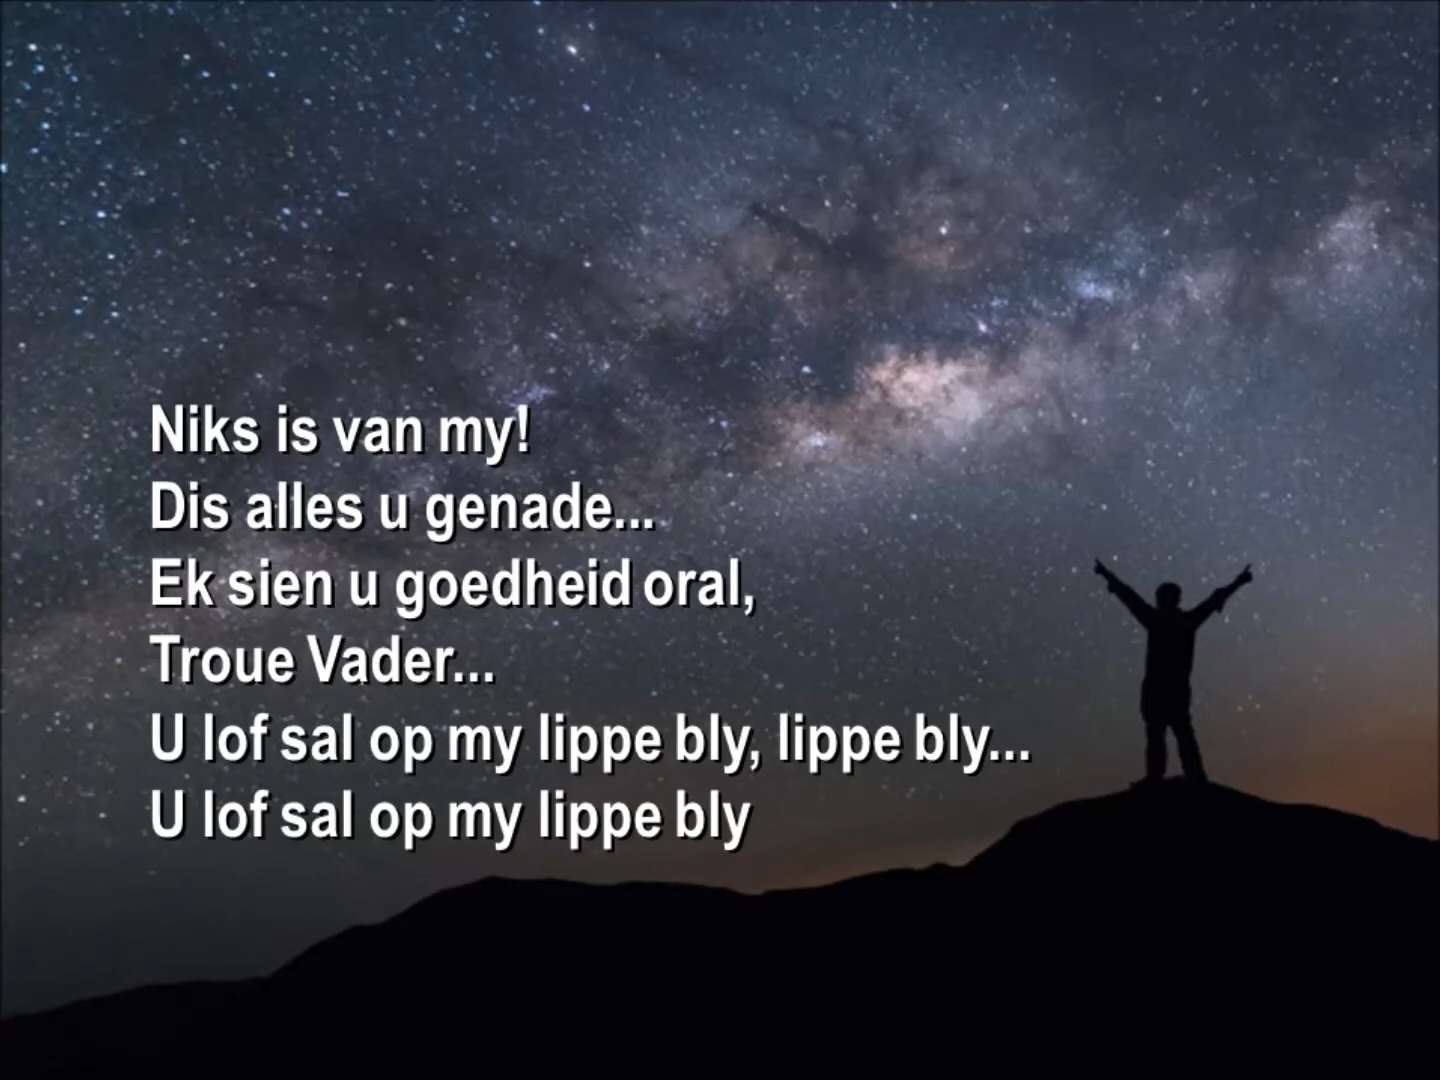 Niks is van my!
Dis alles u genade...
Ek sien u goedheid oral,
Troue Vader...
U lof sal op my lippe bly, lippe bly...
U lof sal op my lippe bly